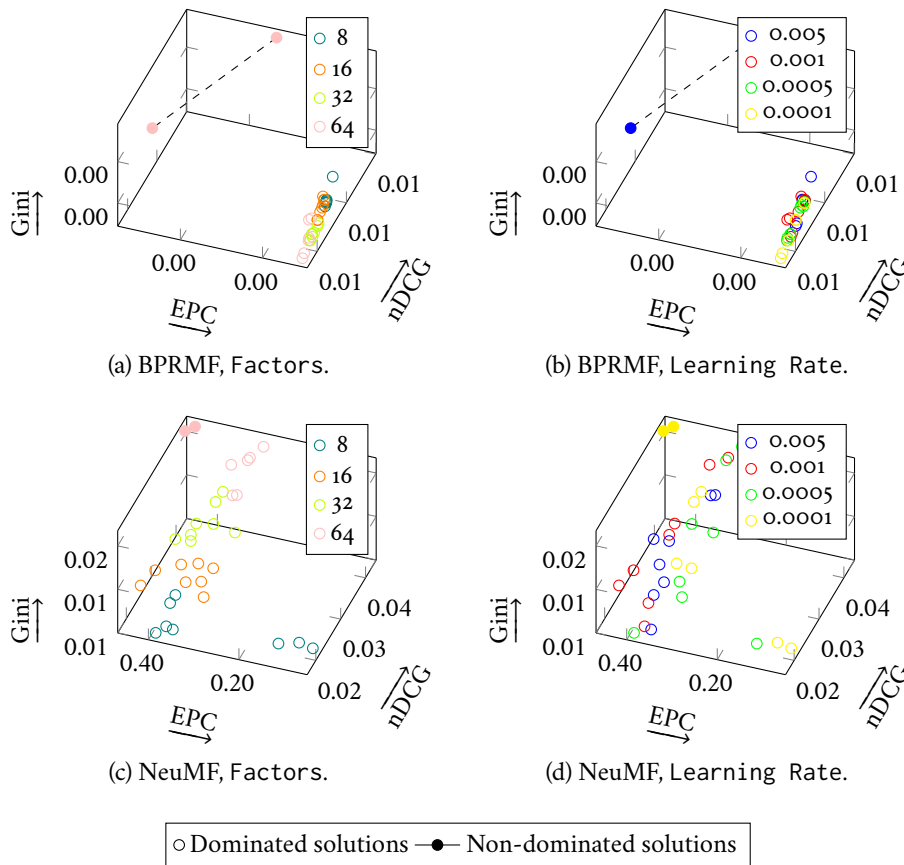 8
16
32
64
0.00
0.00
Gini
0.00
0.00
EPC
0.01
0.01
0.01
nDCG
(a) BPRMF, Factors.
0.005
0.001
0.0005
0.0001
0.00
0.00
Gini
0.00
0.00
EPC
0.01
0.01
0.01
nDCG
(b) BPRMF, Learning Rate.
8
16
32
64
0.02
0.01
0.01
Gini
0.40
0.20
EPC
0.04
0.03
0.02
nDCG
(c) NeuMF, Factors.
0.005
0.001
0.0005
0.0001
0.02
0.01
0.01
Gini
0.40
0.20
EPC
0.04
0.03
0.02
nDCG
(d) NeuMF, Learning Rate.
Dominated solutions Non-dominated solutions